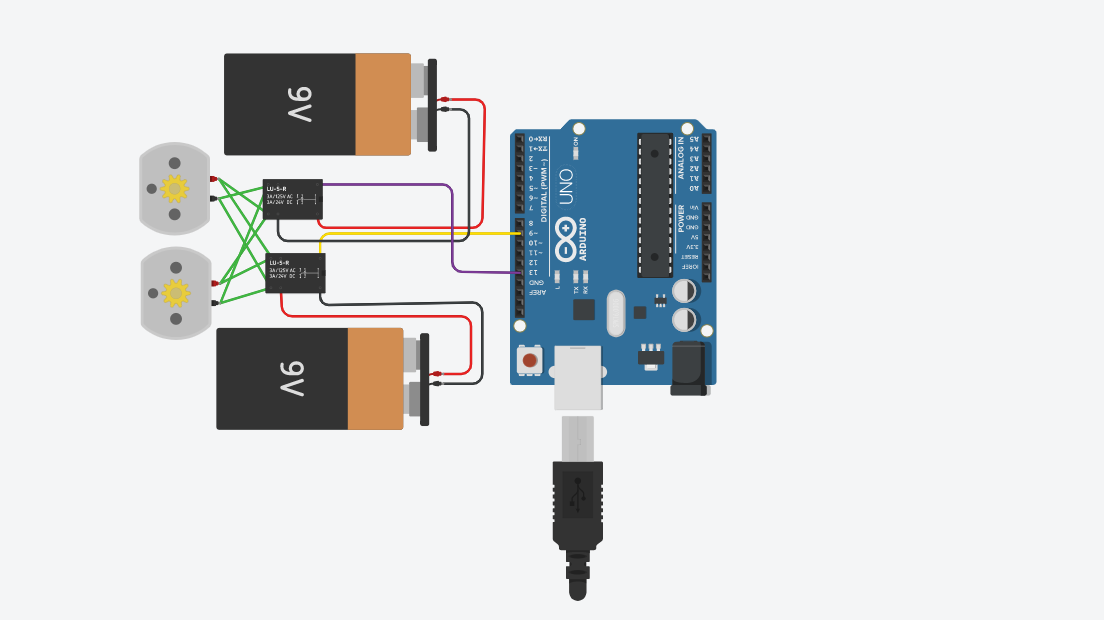 9V
LU-5-R
3A/125V AC
3A/24V DC
LU-5-R
3A/125V AC
3A/24V DC
9V
RX←0
TX→1
2
~3
4
~5
~6
7
8
~9
~10
~11
12
13
GND
AREF
DIGITAL (PWM~)
UNO
ARDUINO
ON
L
TX
RX
ANALOG IN
A5
A4
A3
A2
A1
A0
POWER
Vin
GND
GND
5V
3.3V
RESET
IOREF